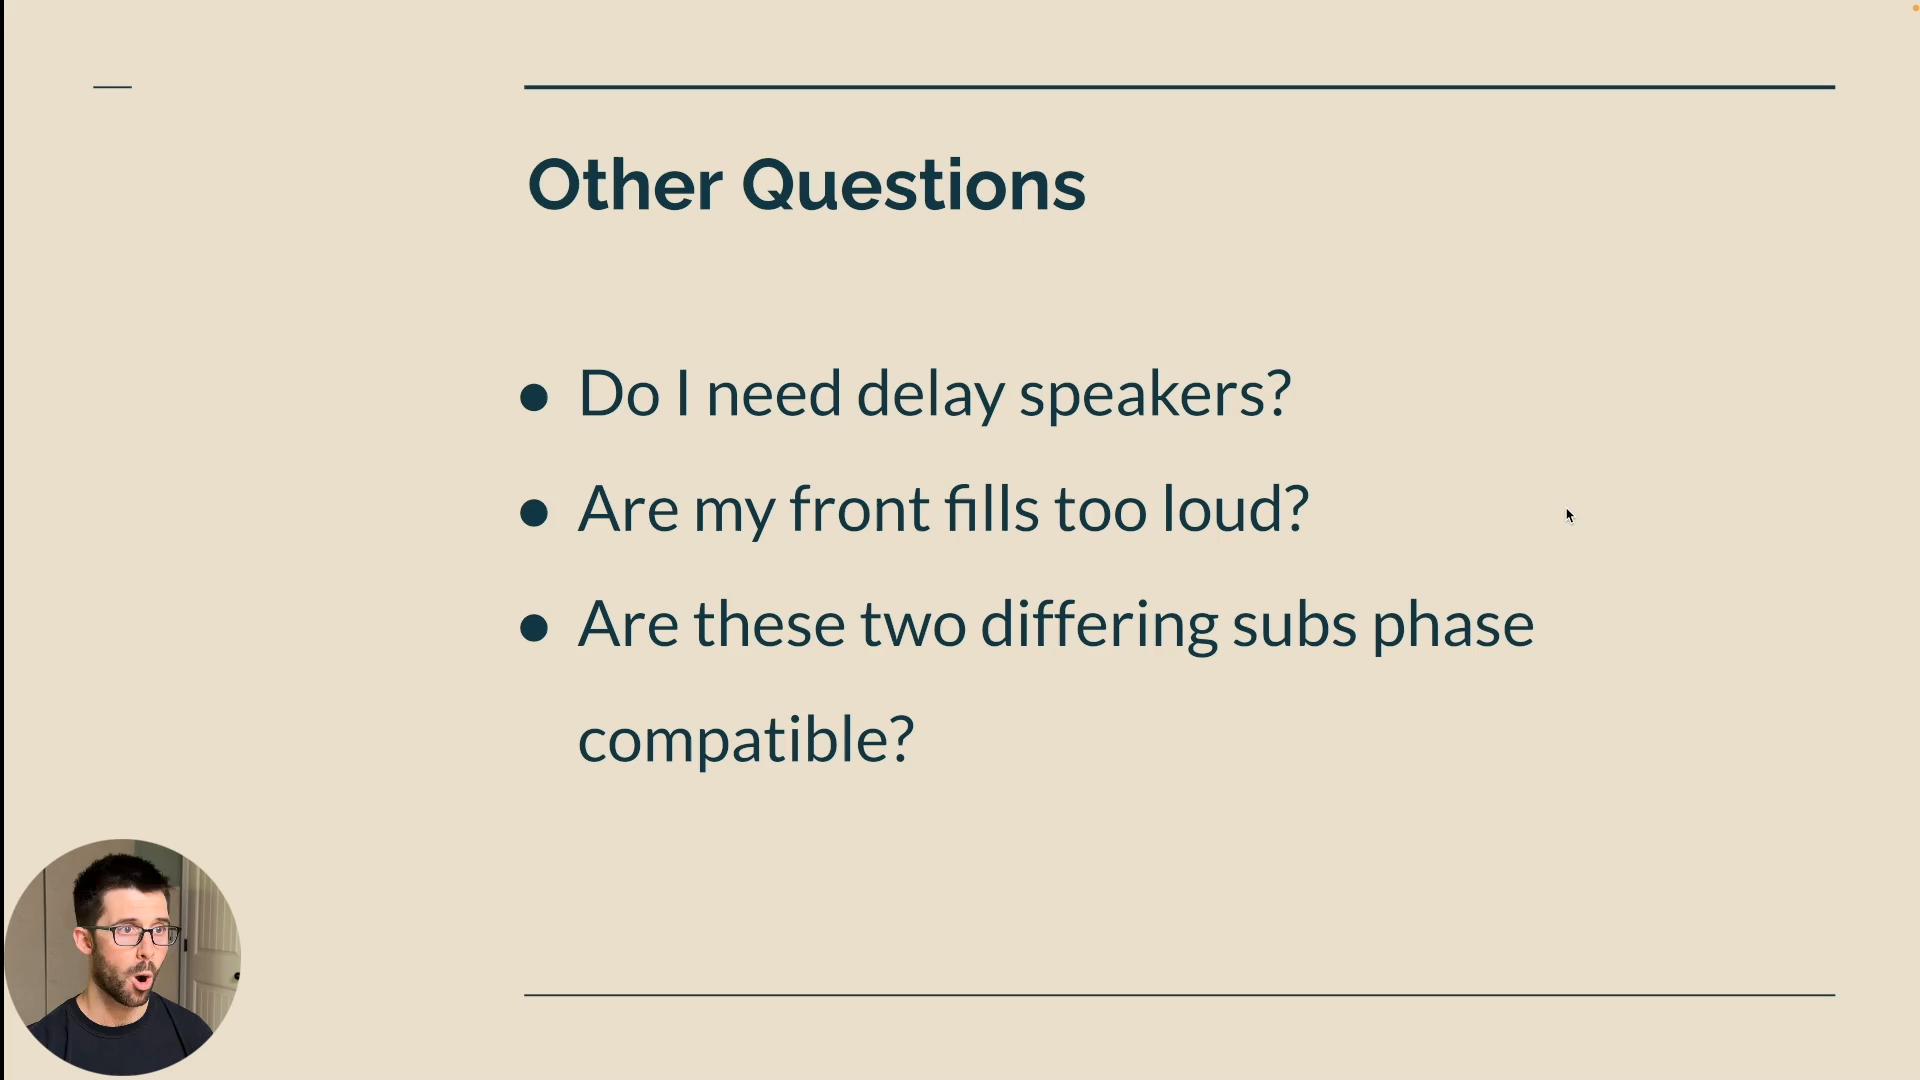 Other Questions
● Do I need delay speakers?
● Are my front fills too loud?
● Are these two differing subs phase
compatible?